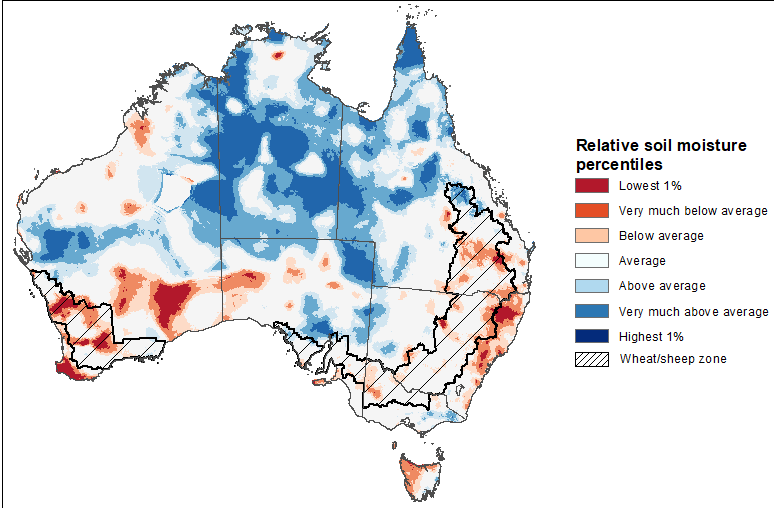 Relative soil moisture
percentiles
Lowest 1%
Very much below average
Below average
Average
Above average
Very much above average
Highest 1%
Wheat/sheep zone